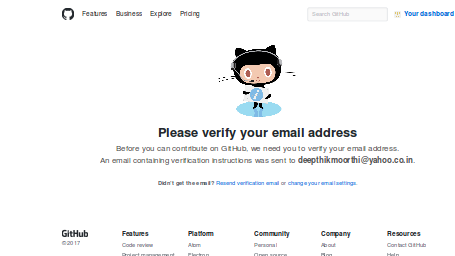 Features Business Explore Pricing Search GitHub Your dashboard
Please verify your email address
Before you can contribute on GitHub, we need you to verify your email address.
An email containing verification instructions was sent to deepthikmoorthi@yahoo.co.in.
Didn't get the email? Resend verification email or change your email settings.
GitHub Features Platform Community Company Resources
© 2017 Code review Atom Personal About Contact GitHub
Project management Electron Open source Blog Help